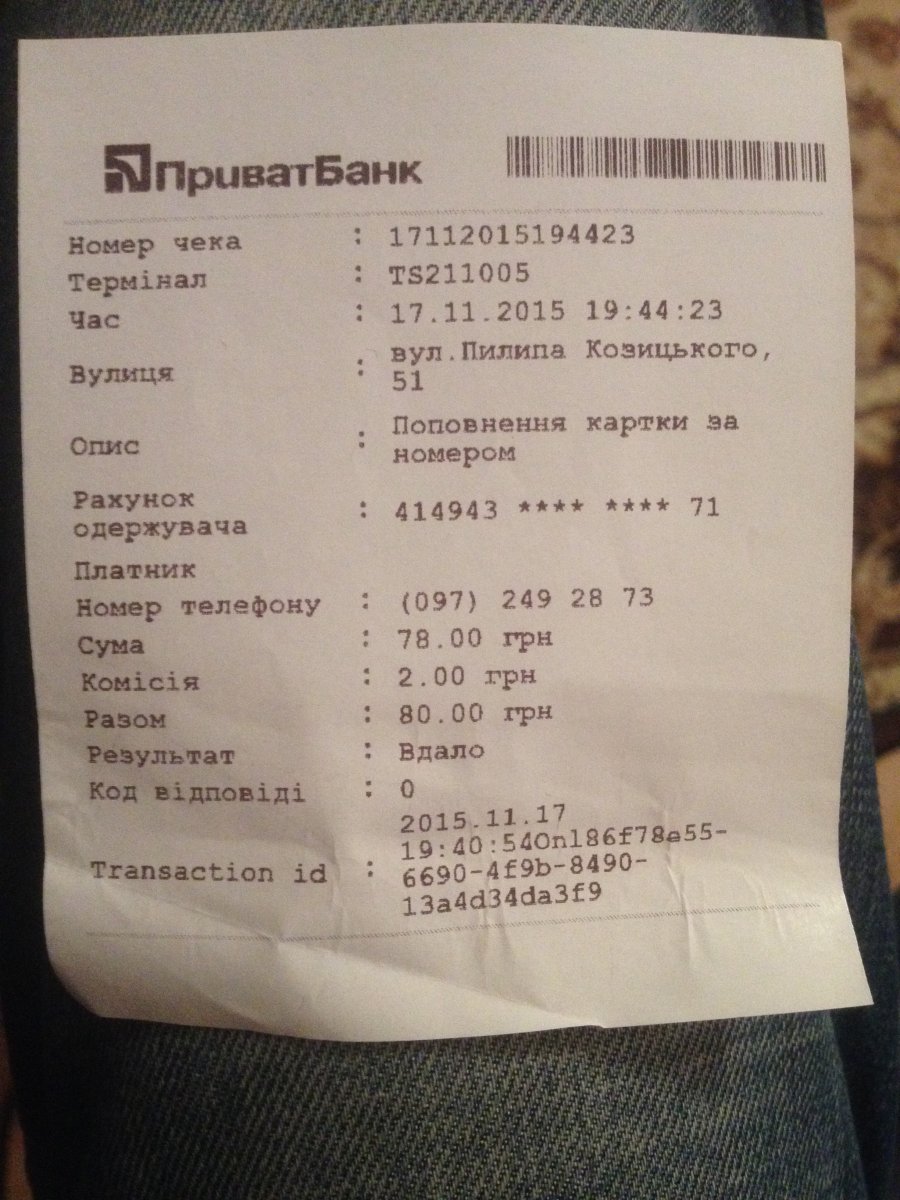 ПриватБанк
Номер чека : 17112015194423
Термінал : TS211005
Час : 17.11.2015 19:44:23
Вулиця : вул.Пилипа Козицького,
51
Опис : Поповнення картки за
номером
Рахунок
одержувача : 414943 **** **** 71
Платник
Номер телефону : (097) 249 28 73
Сума : 78.00 грн
Комісія : 2.00 грн
Разом : 80.00 грн
Результат : Вдало
Код відповіді : 0
Transaction id : 2015.11.17
19:40:54Onl86f78e55-
6690-4f9b-8490-
13a4d34da3f9